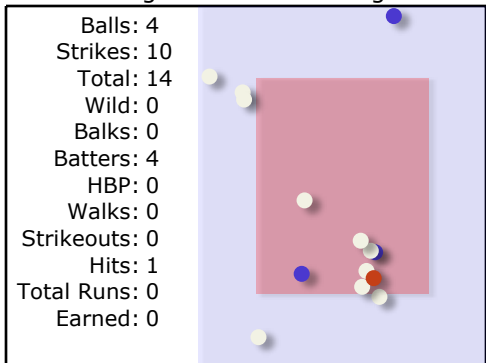 Balls: 4
Strikes: 10
Total: 14
Wild: 0
Balks: 0
Batters: 4
HBP: 0
Walks: 0
Strikeouts: 0
Hits: 1
Total Runs: 0
Earned: 0